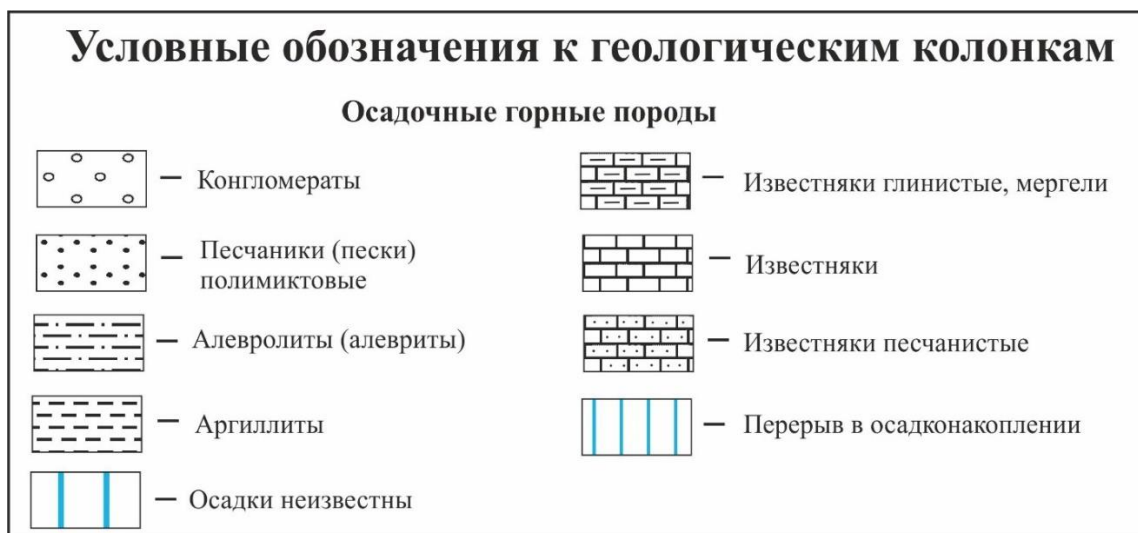 Условные обозначения к геологическим колонкам
Осадочные горные породы
— Конгломераты
— Песчаники (пески)
полимиктовые
— Алевролиты (алевриты)
— Аргиллиты
— Осадки неизвестны
— Известняки глинистые, мергели
— Известняки
— Известняки песчанистые
— Перерыв в осадконакоплении